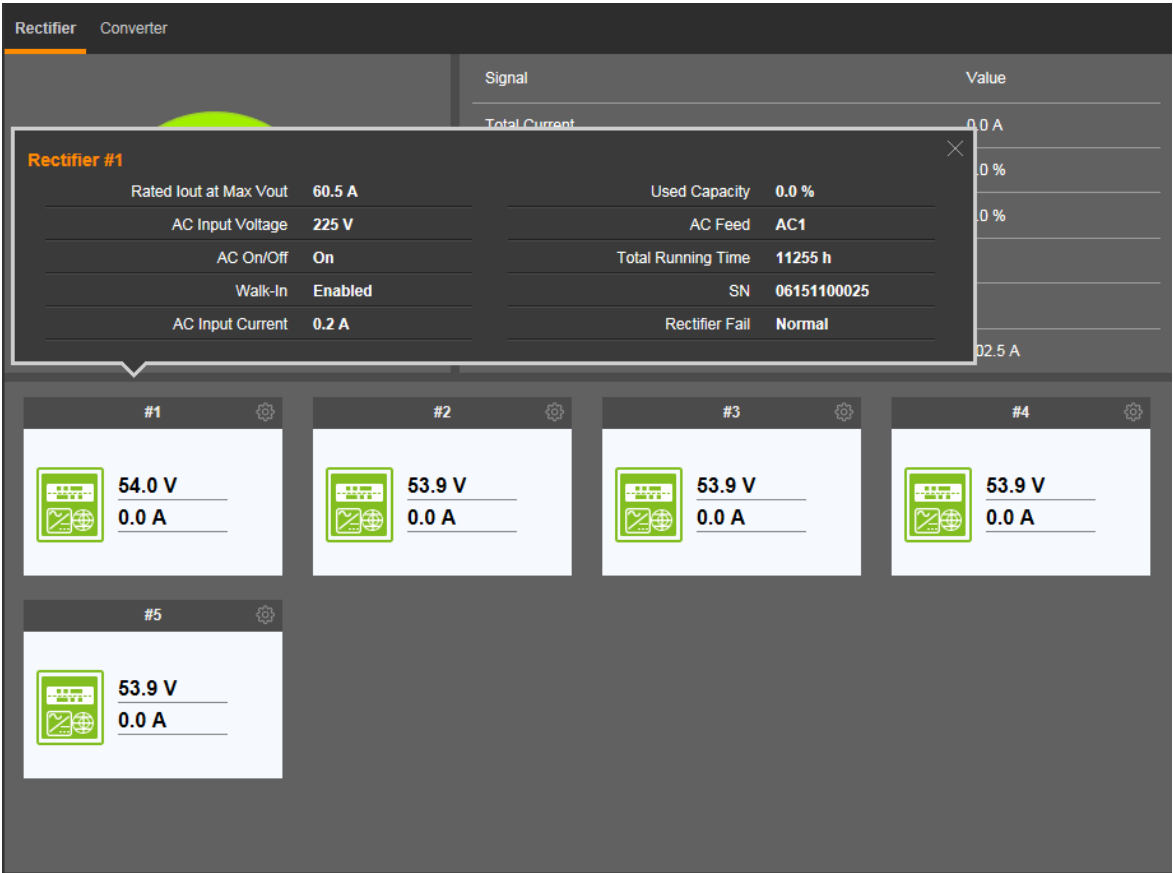 Rectifier Converter
Signal Value
Total Current 0.0 A
Rectifier #1
.0 %
Rated Iout at Max Vout 60.5 A Used Capacity 0.0 %
AC Input Voltage 225 V AC Feed AC1
.0 %
AC On/Off On Total Running Time 11255 h
Walk-In Enabled SN 06151100025
AC Input Current 0.2 A Rectifier Fail Normal
02.5 A
#1 #2 #3 #4
54.0 V 53.9 V 53.9 V 53.9 V
0.0 A 0.0 A 0.0 A 0.0 A
#5
53.9 V
0.0 A